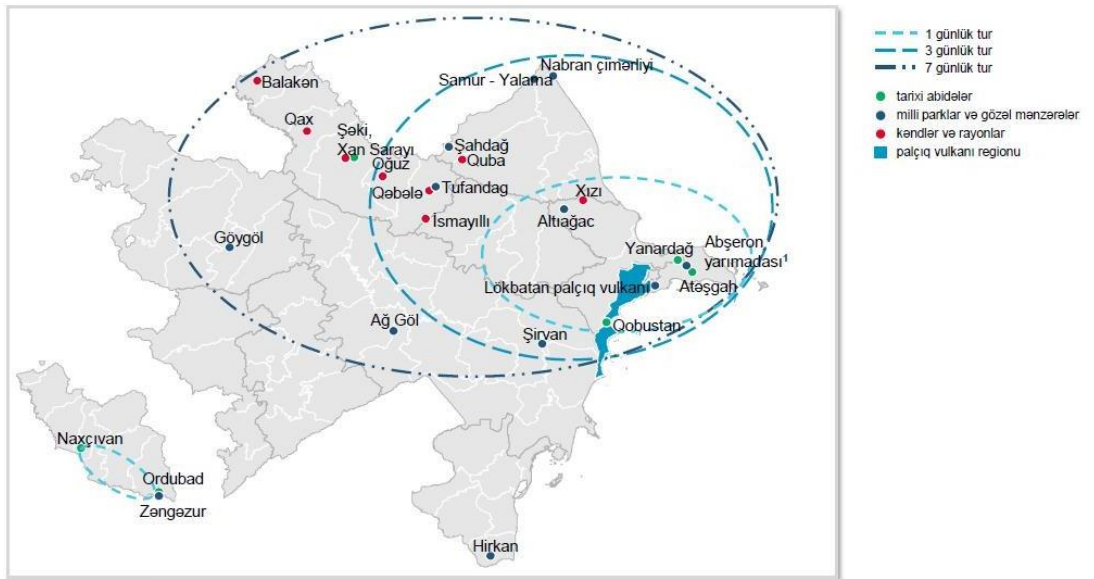 1 günlük tur
3 günlük tur
7 günlük tur
tarixi abidələr
milli parklar və gözəl mənzərələr
kəndlər və rayonlar
palçıq vulkanı regionu
Nabran çimərliyi
Samur - Yalama
Balakən
Qax
Şəki,
Xan Sarayı
Oğuz
Şahdağ
Quba
Qəbələ
Tufandag
İsmayıllı
Xızı
Altıağac
Göygöl
Yanardağ
Abşeron
yarımadası¹
Atəşgah
Lökbatan palçıq vulkanı
Qobustan
Ağ Göl
Şirvan
Naxçıvan
Ordubad
Zəngəzur
Hirkan